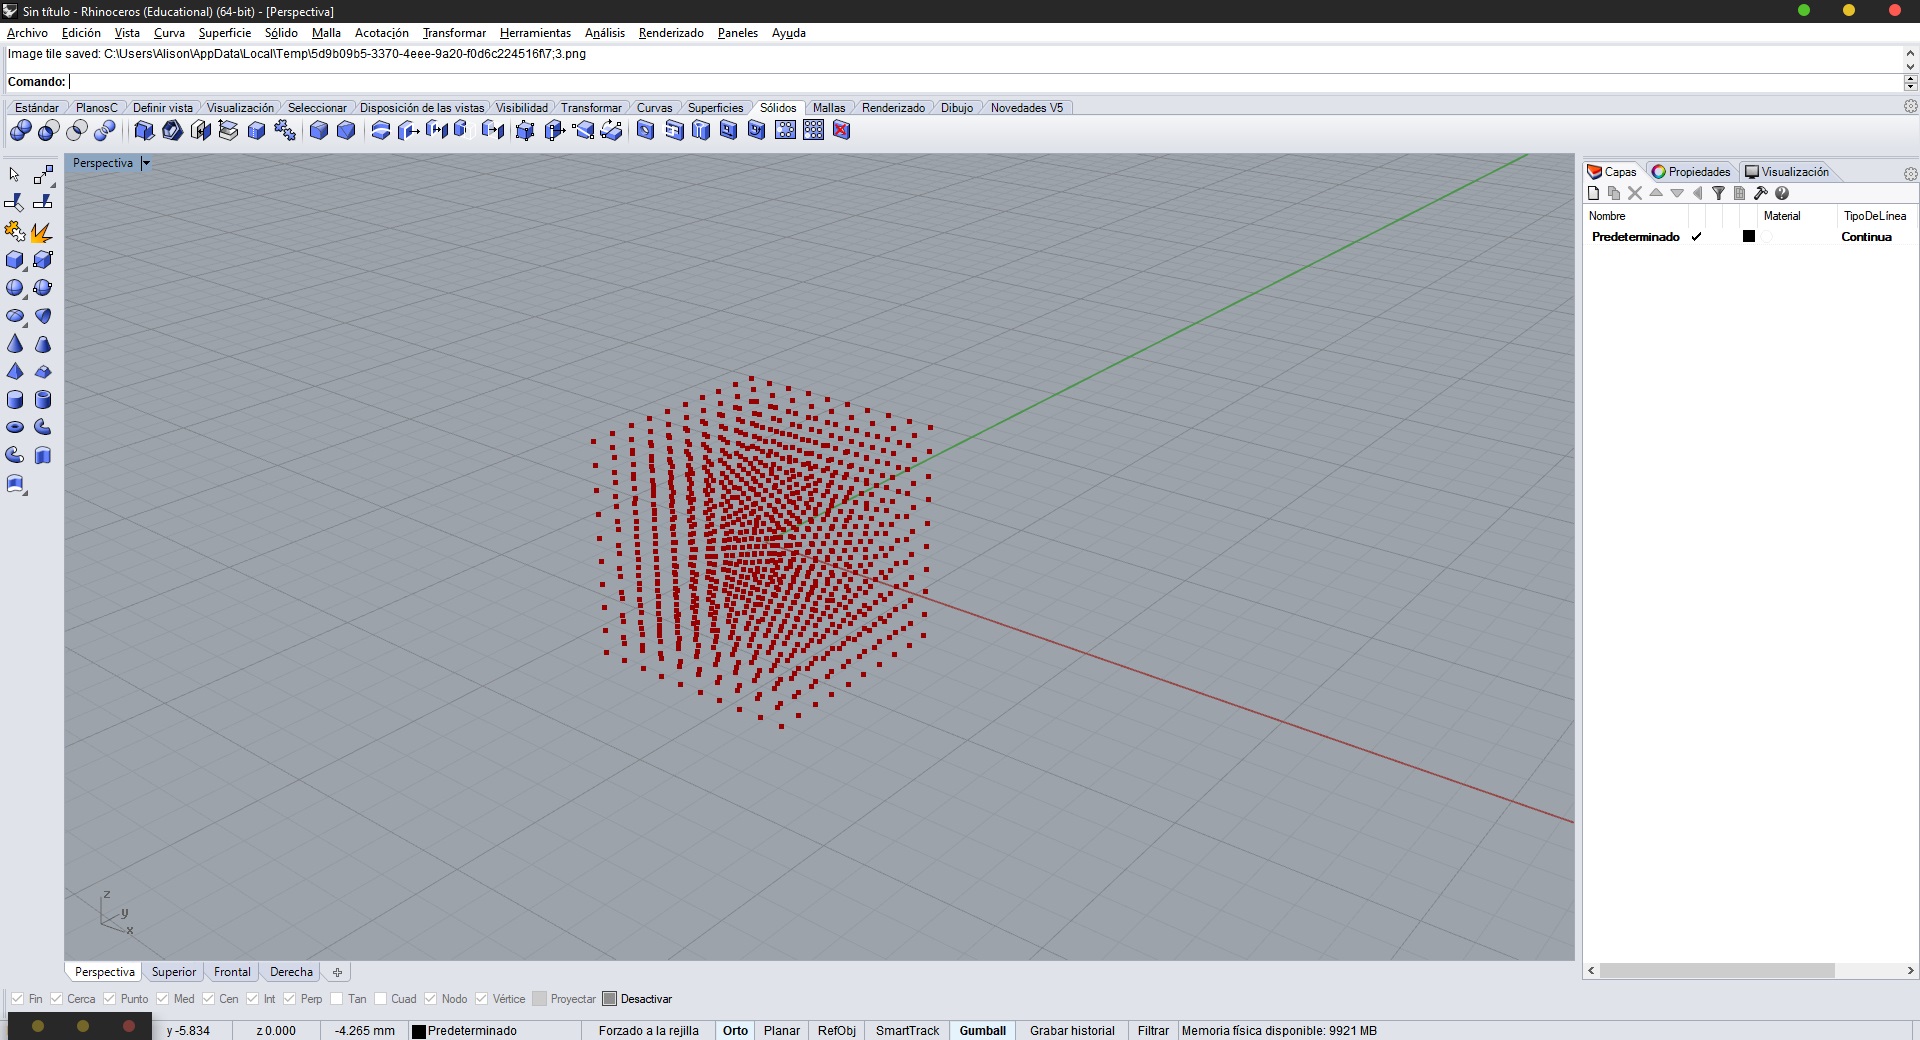 Sin título - Rhinoceros (Educational) (64-bit) - [Perspectiva]
Archivo Edición Vista Curva Superficie Sólido Malla Acotación Transformar Herramientas Análisis Renderizado Paneles Ayuda
Image tile saved: C:\Users\Alison\AppData\Local\Temp\5d9b09b5-3370-4eee-9a20-f0d6c224516f\7;3.png
Comando:
Estándar PlanosC Definir vista Visualización Seleccionar Disposición de las vistas Visibilidad Transformar Curvas Superficies Sólidos Mallas Renderizado Dibujo Novedades V5
Perspectiva
Capas Propiedades Visualización
Nombre Material TipoDeLínea
Predeterminado Continua
z
y
x
Perspectiva Superior Frontal Derecha
Fin Cerca Punto Med Cen Int Perp Tan Cuad Nodo Vértice Proyectar Desactivar
y -5.834 z 0.000 -4.265 mm Predeterminado Forzado a la rejilla Orto Planar RefObj SmartTrack Gumball Grabar historial Filtrar Memoria física disponible: 9921 MB